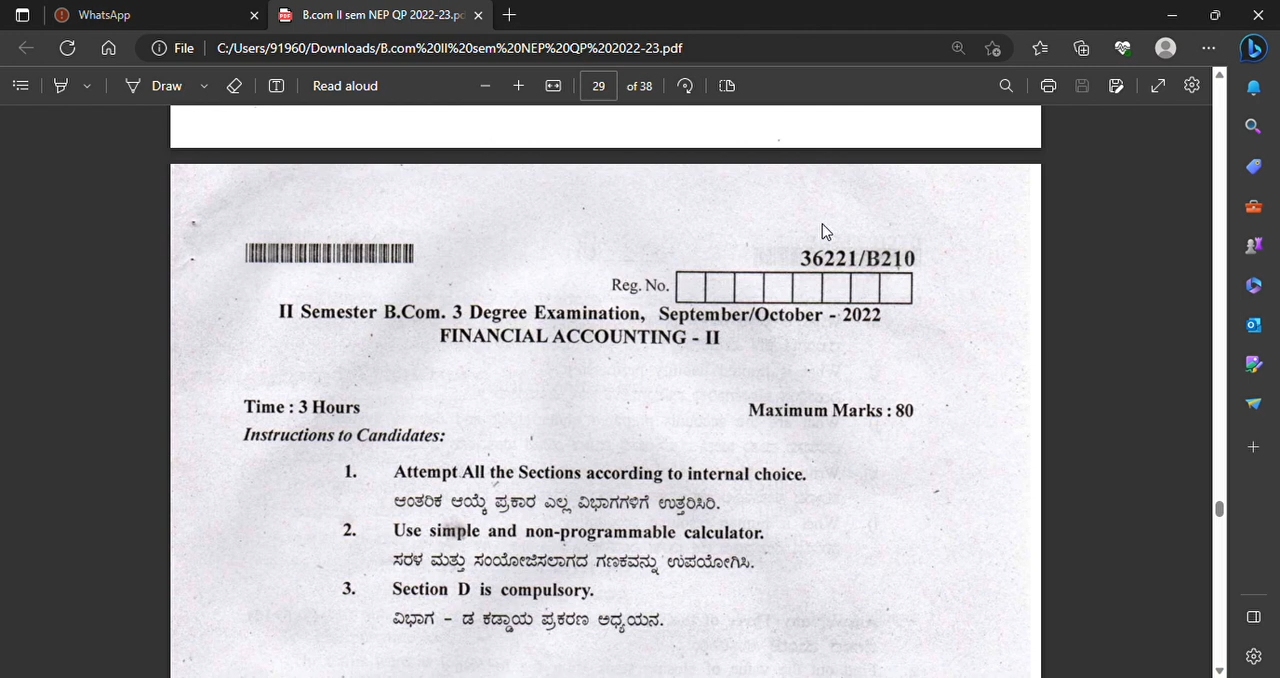 WhatsApp
B.com II sem NEP QP 2022-23.pd
File
C:/Users/91960/Downloads/B.com%20II%20sem%20NEP%20QP%202022-23.pdf
Draw
Read aloud
29
of 38
36221/B210
Reg. No.
II Semester B.Com. 3 Degree Examination, September/October - 2022
FINANCIAL ACCOUNTING - II
Time : 3 Hours
Maximum Marks : 80
Instructions to Candidates:
1. Attempt All the Sections according to internal choice.
ಆಂತರಿಕ ಆಯ್ಕೆ ಪ್ರಕಾರ ಎಲ್ಲ ವಿಭಾಗಗಳಿಗೆ ಉತ್ತರಿಸಿರಿ.
2. Use simple and non-programmable calculator.
ಸರಳ ಮತ್ತು ಸಂಯೋಜಿಸಲಾಗದ ಗಣಕವನ್ನು ಉಪಯೋಗಿಸಿ.
3. Section D is compulsory.
ವಿಭಾಗ - ಡ ಕಡ್ಡಾಯ ಪ್ರಕರಣ ಅಧ್ಯಯನ.